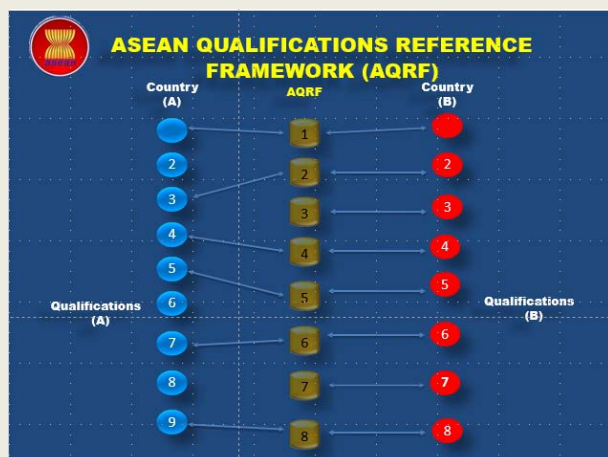 ASEAN QUALIFICATIONS REFERENCE
FRAMEWORK (AQRF)
asean
Country
(A)
AQRF
Country
(B)
1
2
2
2
3
3
3
4
4
4
5
5
5
Qualifications
(A)
6
6
6
Qualifications
(B)
7
7
7
8
8
8
9